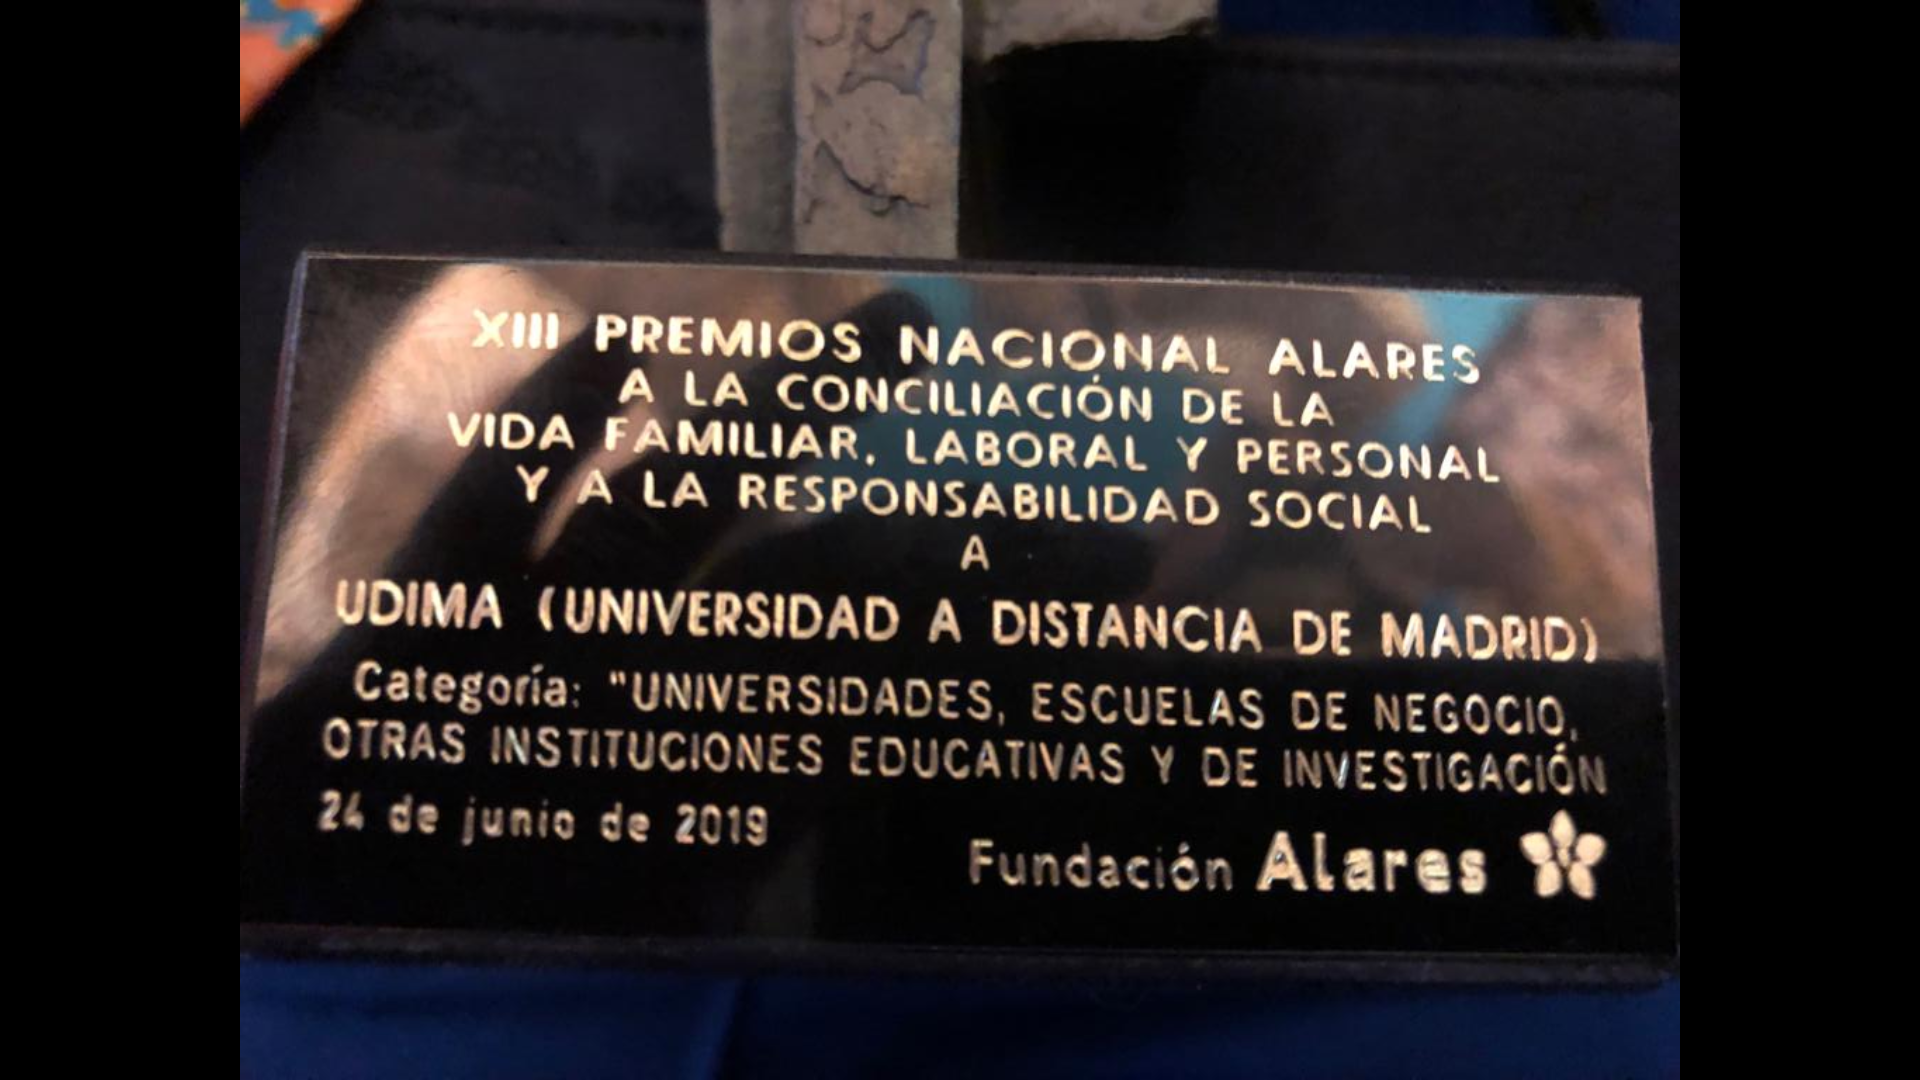 XIII PREMIOS NACIONAL ALARES
A LA CONCILIACIÓN DE LA
VIDA FAMILIAR, LABORAL Y PERSONAL
Y A LA RESPONSABILIDAD SOCIAL
A
UDIMA (UNIVERSIDAD A DISTANCIA DE MADRID)
Categoría: "UNIVERSIDADES, ESCUELAS DE NEGOCIO,
OTRAS INSTITUCIONES EDUCATIVAS Y DE INVESTIGACIÓN
24 de junio de 2019
Fundación Alares